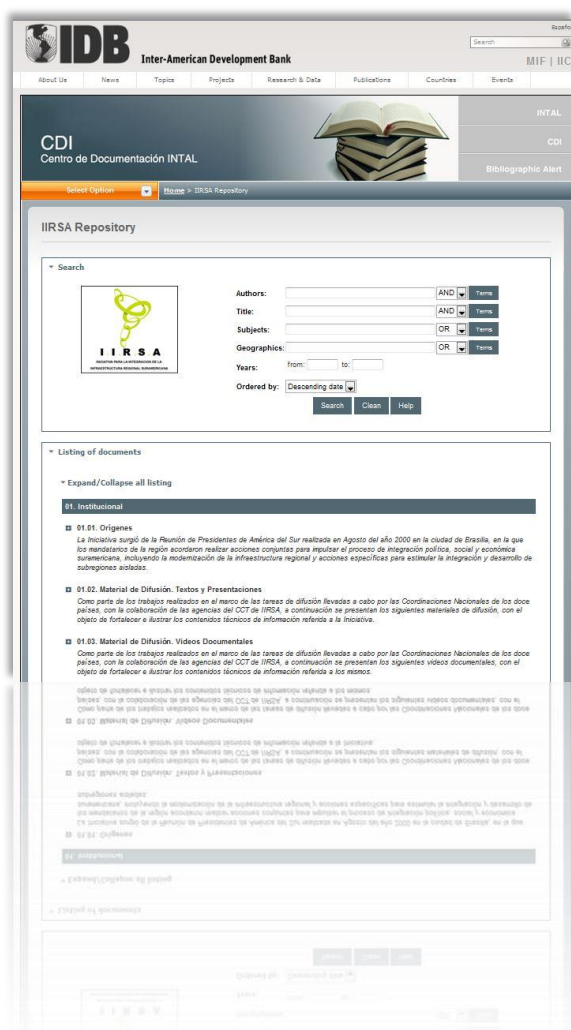 Españo
IDB
Inter-American Development Bank
Search
MIF | IIC
About Us News Topics Projects Research & Data Publications Countries Events
INTAL
CDI
CDI
Centro de Documentación INTAL
Bibliographic Alert
Select Option
Home > IIRSA Repository
IIRSA Repository
Search
Authors: AND Terms
Title: AND Terms
Subjects: OR Terms
Geographics: OR Terms
Years: from: to:
Ordered by: Descending date
Search Clean Help
IIRSA
INICIATIVA PARA LA INTEGRACION DE LA
INFRAESTRUCTURA REGIONAL SURAMERICANA
Listing of documents
Expand/Collapse all listing
01. Institucional
01.01. Orígenes
La Iniciativa surgió de la Reunión de Presidentes de América del Sur realizada en Agosto del año 2000 en la ciudad de Brasilia, en la que
los mandatarios de la región acordaron realizar acciones conjuntas para impulsar el proceso de integración política, social y económica
suramericana, incluyendo la modernización de la infraestructura regional y acciones específicas para estimular la integración y desarrollo de
subregiones aisladas.
01.02. Material de Difusión. Textos y Presentaciones
Como parte de los trabajos realizados en el marco de las tareas de difusión llevadas a cabo por las Coordinaciones Nacionales de los doce
países, con la colaboración de las agencias del CCT de IIRSA, a continuación se presentan los siguientes materiales de difusión, con el
objeto de fortalecer e ilustrar los contenidos técnicos de información referida a la Iniciativa.
01.03. Material de Difusión. Videos Documentales
Como parte de los trabajos realizados en el marco de las tareas de difusión llevadas a cabo por las Coordinaciones Nacionales de los doce
países, con la colaboración de las agencias del CCT de IIRSA, a continuación se presentan los siguientes videos documentales, con el
objeto de fortalecer e ilustrar los contenidos técnicos de información referida a los mismos.